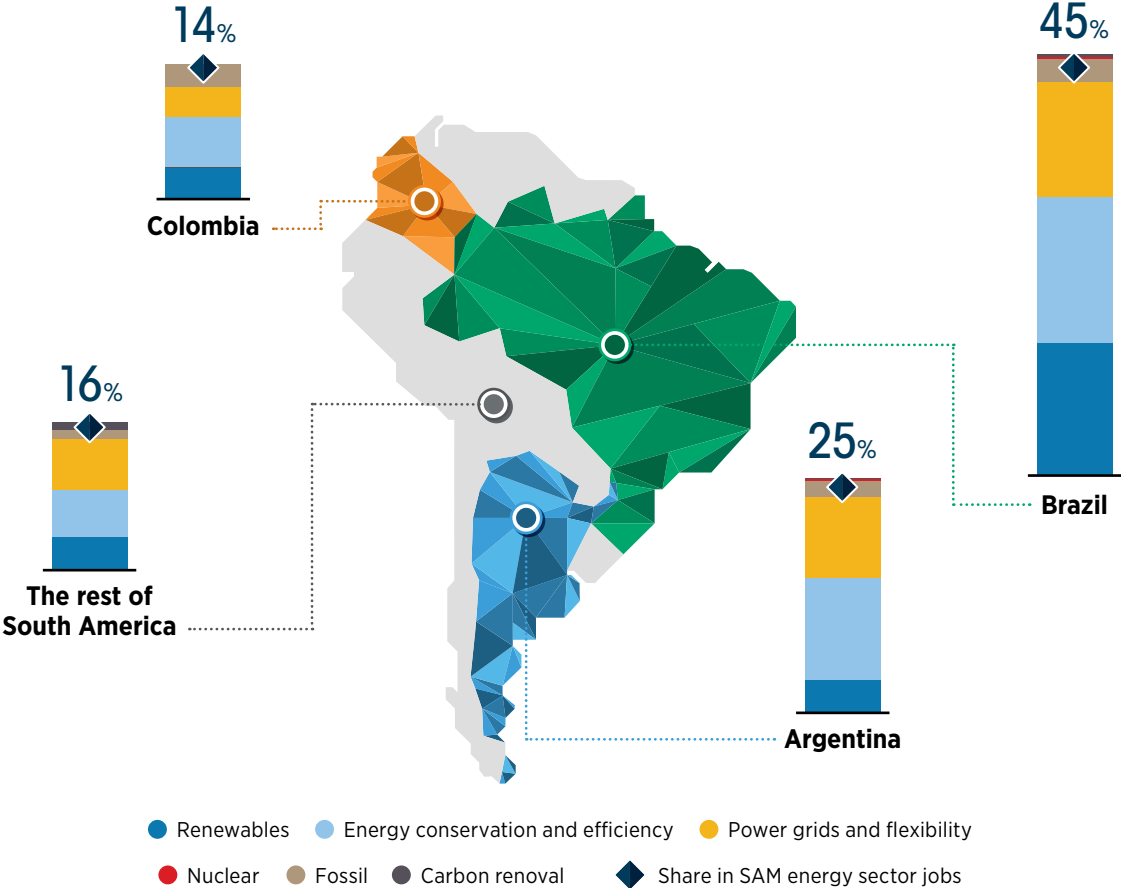 14%
Colombia
45%
Brazil
16%
The rest of
South America
25%
Argentina
Renewables
Energy conservation and efficiency
Power grids and flexibility
Nuclear
Fossil
Carbon removal
Share in SAM energy sector jobs